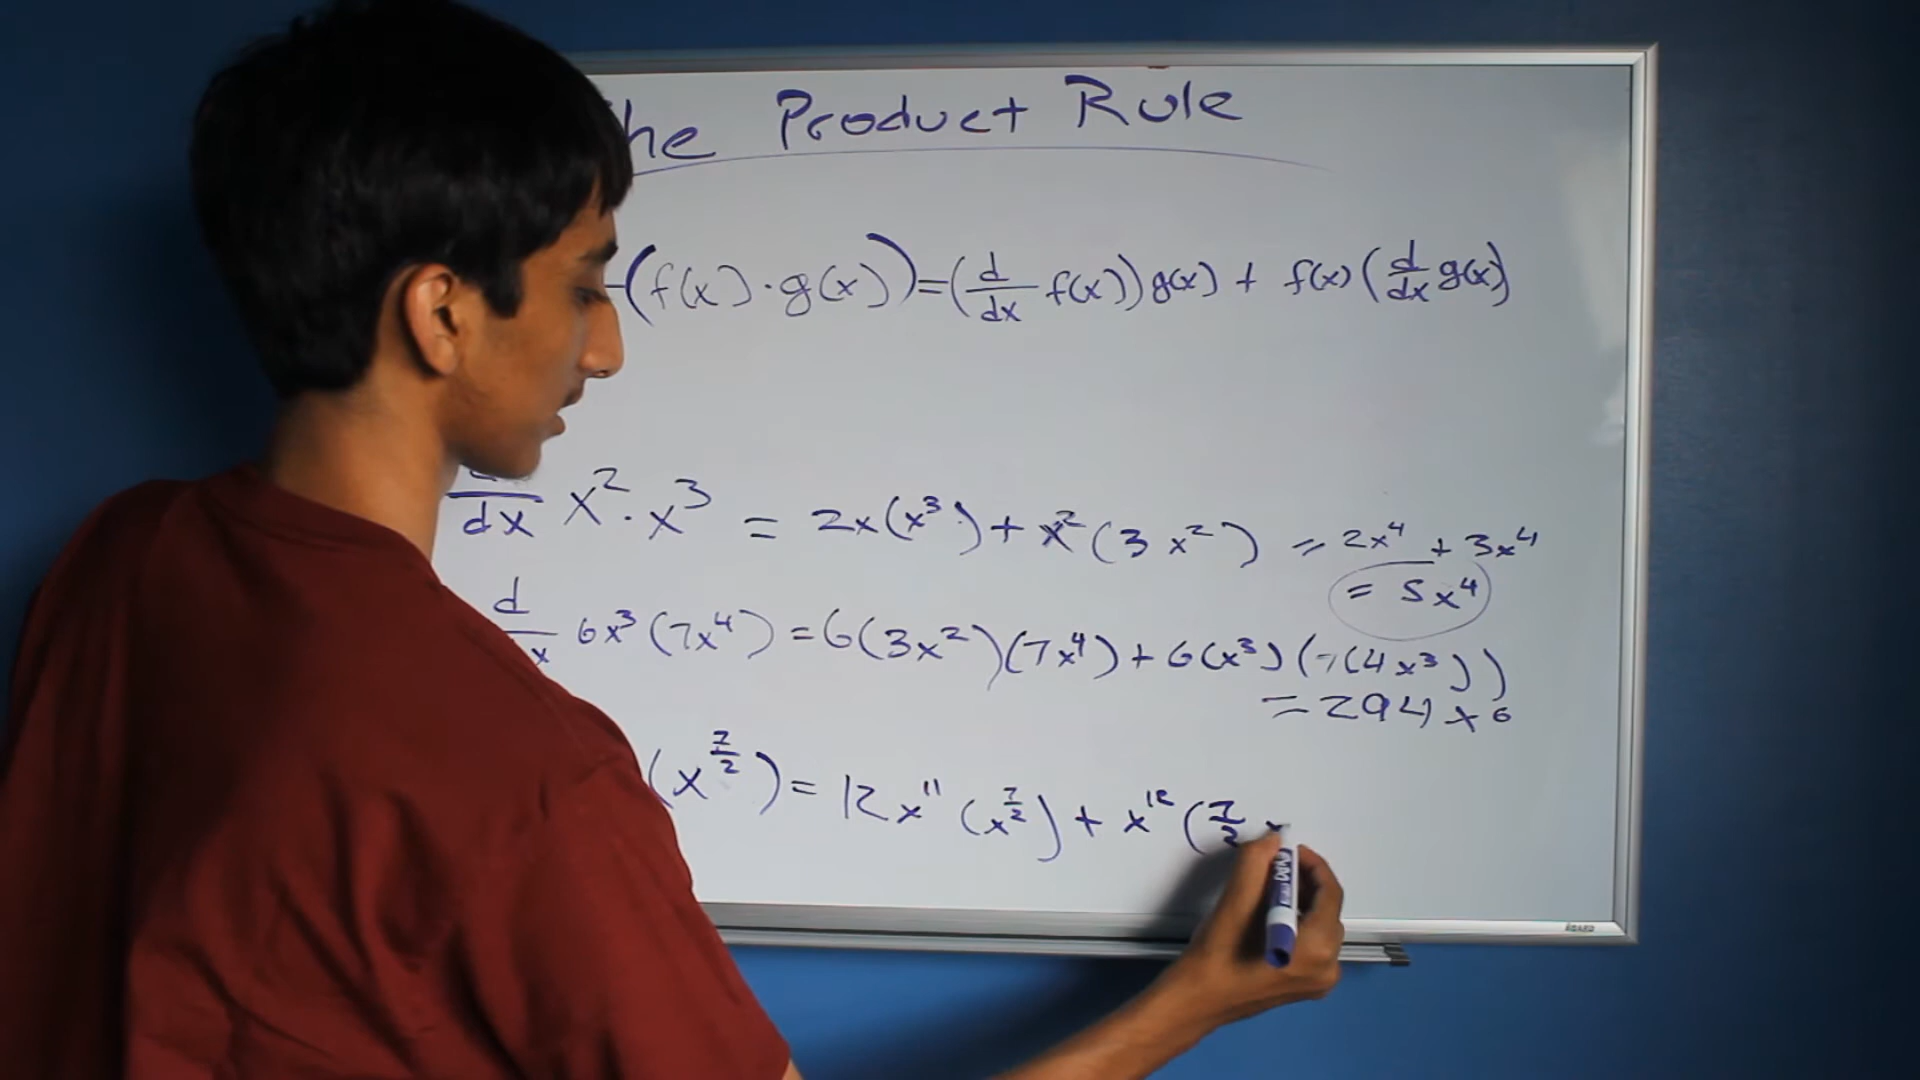 he Product Rule
(f(x)·g(x))=(d/dx f(x))g(x) + f(x)(d/dx g(x)
dx x²·x³ = 2x(x³) + x²(3x²) = 2x⁴ + 3x⁴
= 5x⁴
d/x 6x³(7x⁴) = 6(3x²)(7x⁴) + 6(x³)(7(4x³))
= 294x⁶
(x^7/2) = 12x¹¹(x^7/2) + x¹²(7/2 x